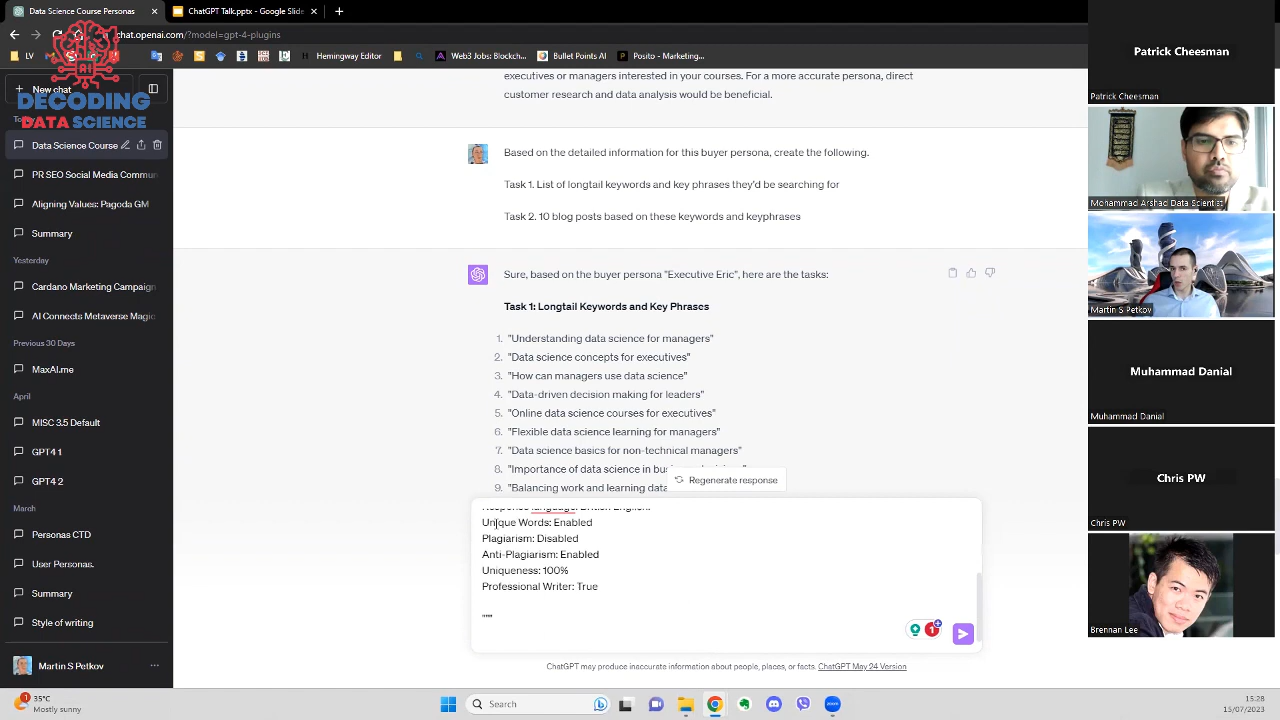 Data Science Courses
ChatGPT Talk.pptx - Google Slide
chat.openai.com/?model=gpt-4-plugins
LV
Hemingway Editor
Web3 Jobs: Blockch...
Bullet Points AI
Posito - Marketing...
New chat
DECODING
DATA SCIENCE
Data Science Course
PR SEO Social Media Commun
Aligning Values: Pagoda GM
Summary
Yesterday
Cardano Marketing Campaign
AI Connects Metaverse Magic
Previous 30 Days
MaxAI.me
April
MISC 3.5 Default
GPT4 1
GPT4 2
March
Personas CTD
User Personas.
Summary
Style of writing
Martin S Petkov
executives or managers interested in your courses. For a more accurate persona, direct
customer research and data analysis would be beneficial.
Based on the detailed information for this buyer persona, create the following.
Task 1. List of longtail keywords and key phrases they'd be searching for
Task 2. 10 blog posts based on these keywords and keyphrases
Sure, based on the buyer persona "Executive Eric", here are the tasks:
Task 1: Longtail Keywords and Key Phrases
1. "Understanding data science for managers"
2. "Data science concepts for executives"
3. "How can managers use data science"
4. "Data-driven decision making for leaders"
5. "Online data science courses for executives"
6. "Flexible data science learning for managers"
7. "Data science basics for non-technical managers"
8. "Importance of data science in
9. "Balancing work and learning data
Regenerate response
Response language: British English.
Unique Words: Enabled
Plagiarism: Disabled
Anti-Plagiarism: Enabled
Uniqueness: 100%
Professional Writer: True
""""
ChatGPT may produce inaccurate information about people, places, or facts. ChatGPT May 24 Version
Patrick Cheesman
Patrick Cheesman
Mohammad Arshad Data Scientist
Martin S Petkov
Muhammad Danial
Muhammad Danial
Chris PW
Chris PW
Brennan Lee
1
35°C
Mostly sunny
Search
zoom
15:28
15/07/2023